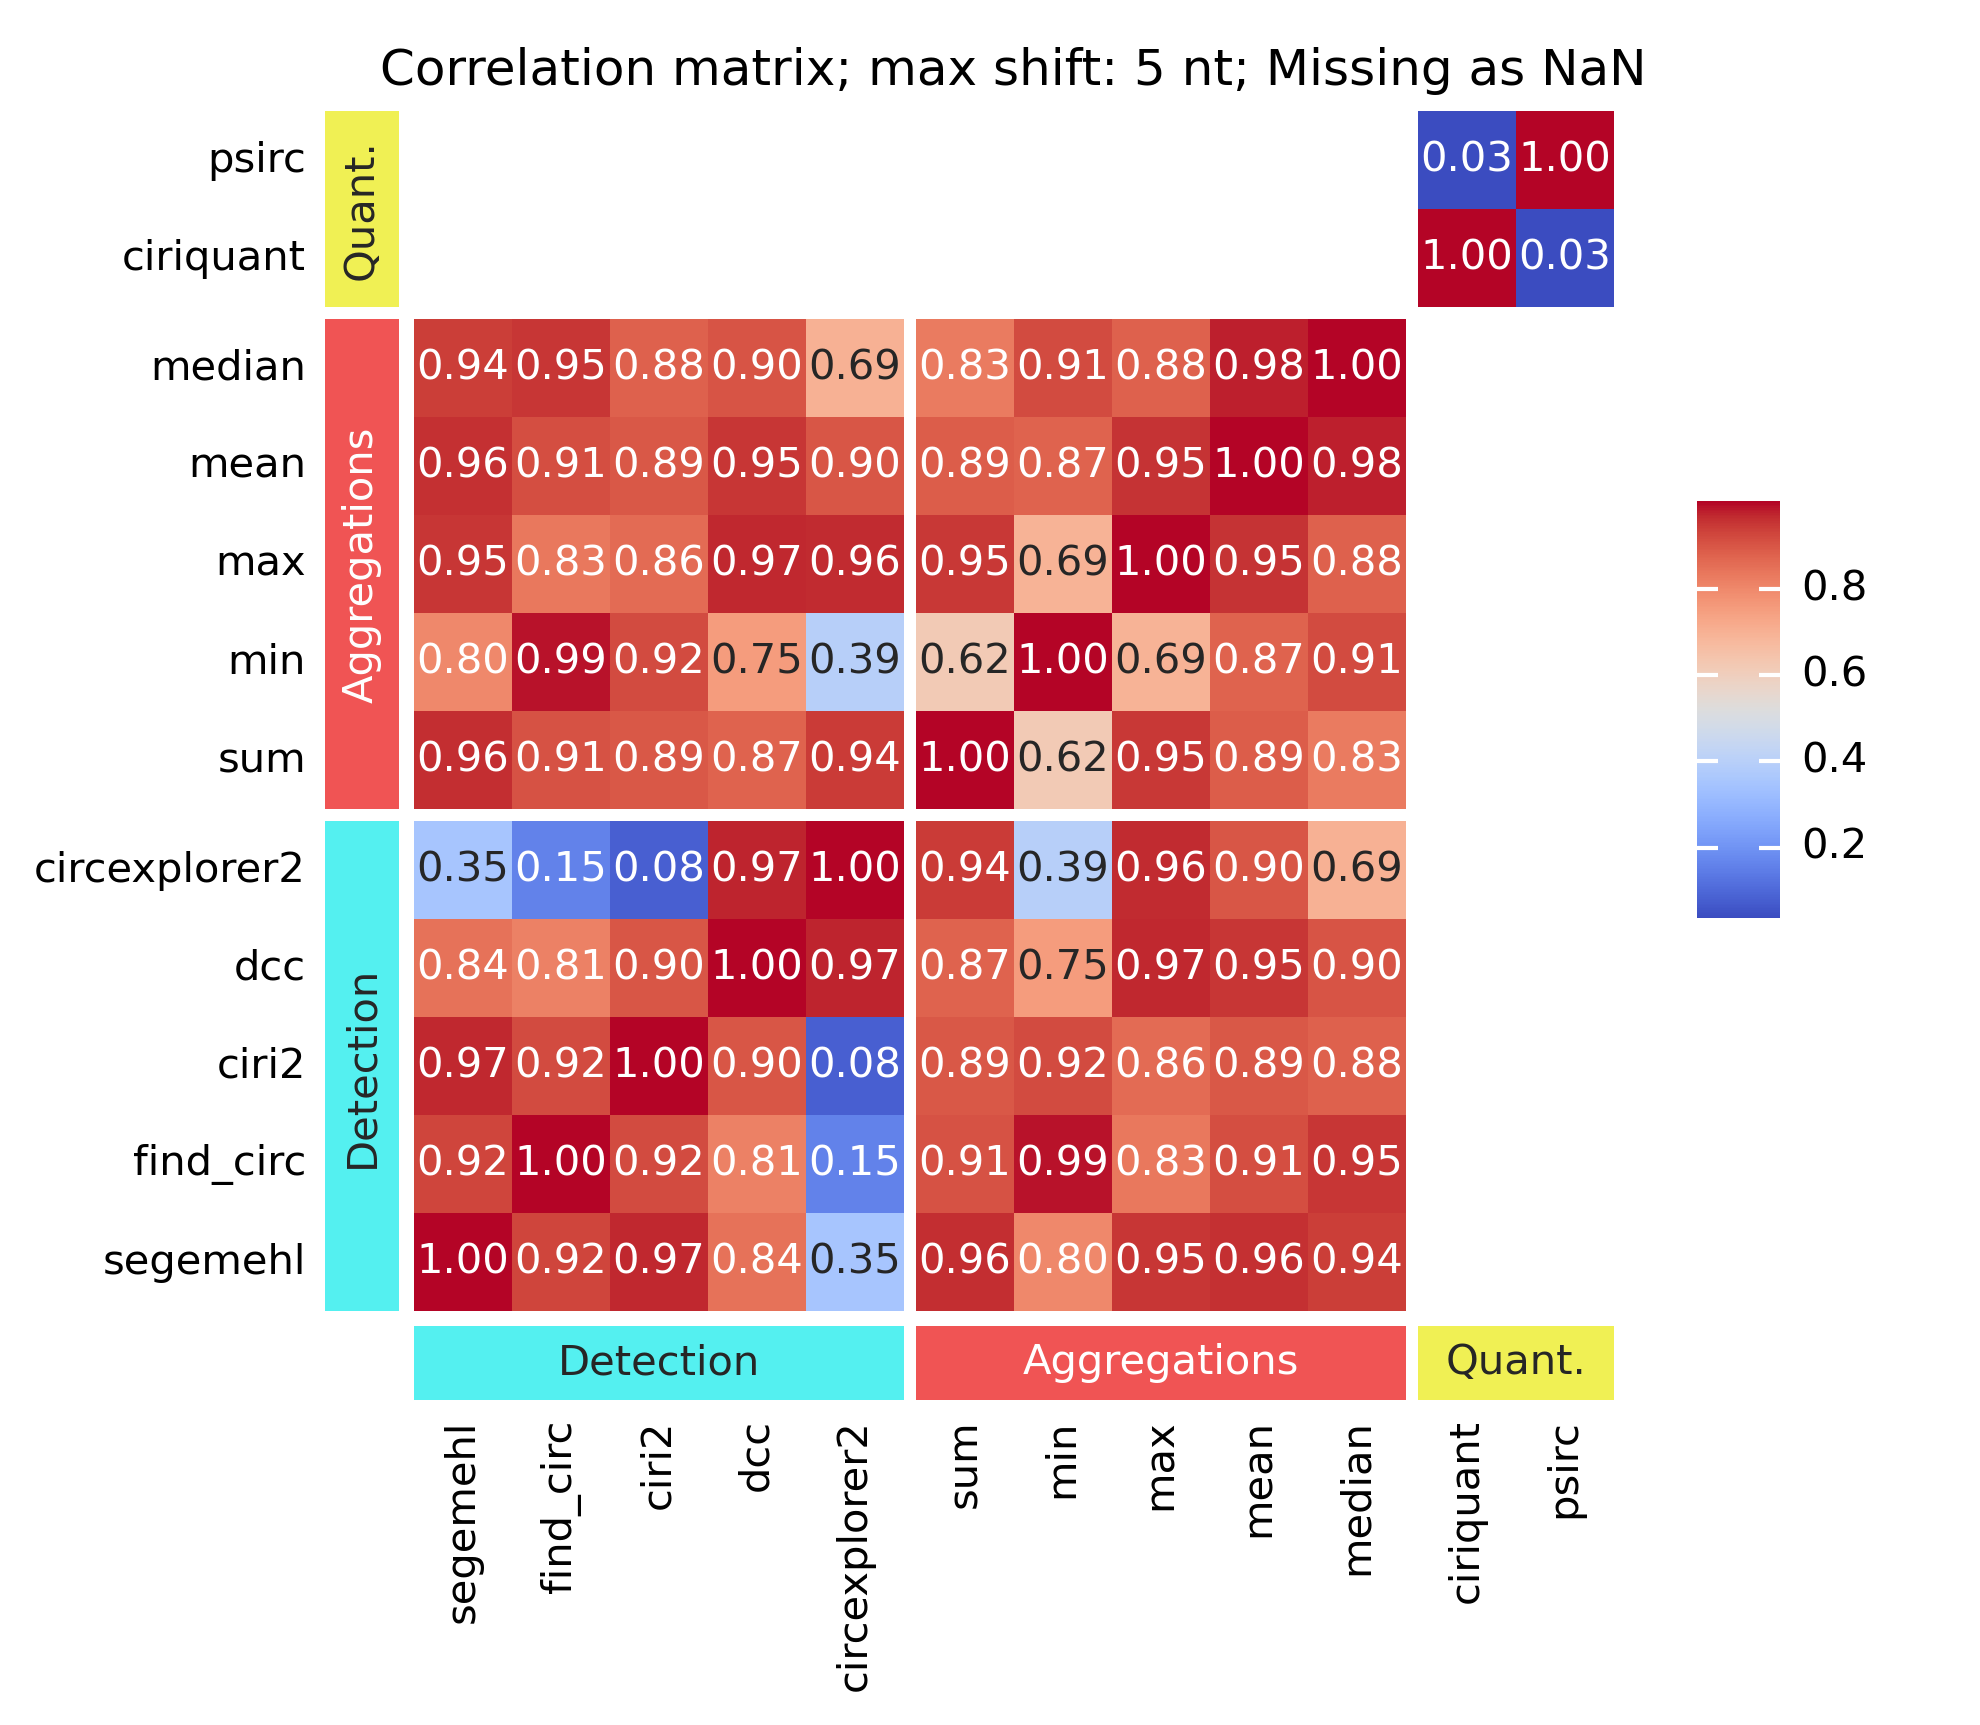 Correlation matrix; max shift: 5 nt; Missing as NaN
psirc 0.03 1.00
ciriquant 1.00 0.03
Quant.
median 0.94 0.95 0.88 0.90 0.69 0.83 0.91 0.88 0.98 1.00
mean 0.96 0.91 0.89 0.95 0.90 0.89 0.87 0.95 1.00 0.98
max 0.95 0.83 0.86 0.97 0.96 0.95 0.69 1.00 0.95 0.88
min 0.80 0.99 0.92 0.75 0.39 0.62 1.00 0.69 0.87 0.91
sum 0.96 0.91 0.89 0.87 0.94 1.00 0.62 0.95 0.89 0.83
Aggregations
circexplorer2 0.35 0.15 0.08 0.97 1.00 0.94 0.39 0.96 0.90 0.69
dcc 0.84 0.81 0.90 1.00 0.97 0.87 0.75 0.97 0.95 0.90
ciri2 0.97 0.92 1.00 0.90 0.08 0.89 0.92 0.86 0.89 0.88
find_circ 0.92 1.00 0.92 0.81 0.15 0.91 0.99 0.83 0.91 0.95
segemehl 1.00 0.92 0.97 0.84 0.35 0.96 0.80 0.95 0.96 0.94
Detection
Detection Aggregations Quant.
segemehl
find_circ
ciri2
dcc
circexplorer2
sum
min
max
mean
median
ciriquant
psirc
0.8
0.6
0.4
0.2